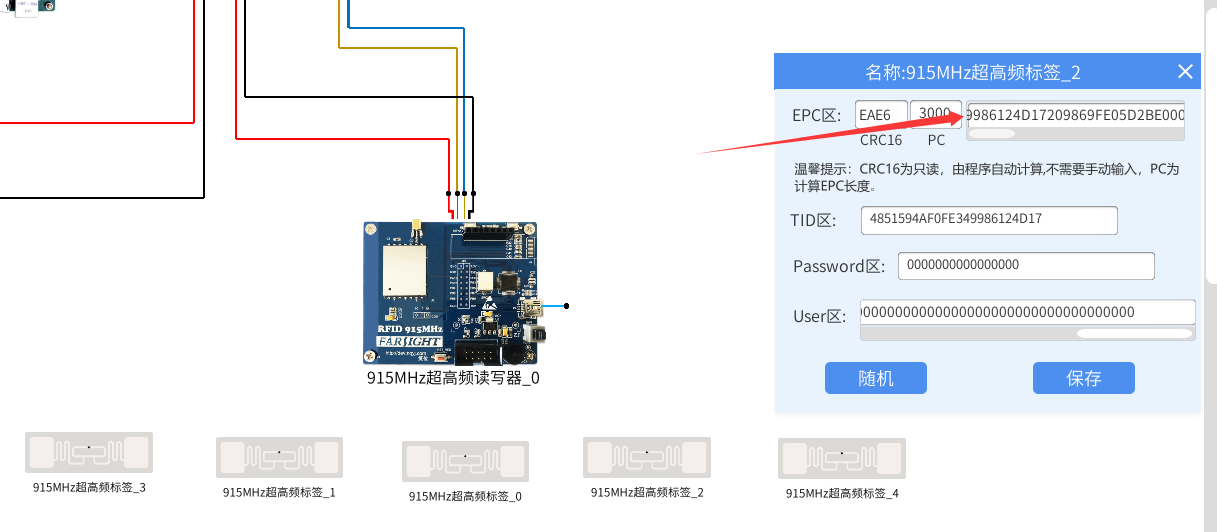 名称:915MHz超高频标签_2
EPC区: EAE6 3000 9986124D17209869FE05D2BE000
CRC16 PC
温馨提示：CRC16为只读，由程序自动计算,不需要手动输入，PC为
计算EPC长度。
TID区: 4851594AF0FE349986124D17
Password区: 0000000000000000
User区:
随机 保存
RFID 915MHz
FARSIGHT
http://dev.hqyj.com
915MHz超高频读写器_0
915MHz超高频标签_3
915MHz超高频标签_1
915MHz超高频标签_0
915MHz超高频标签_2
915MHz超高频标签_4